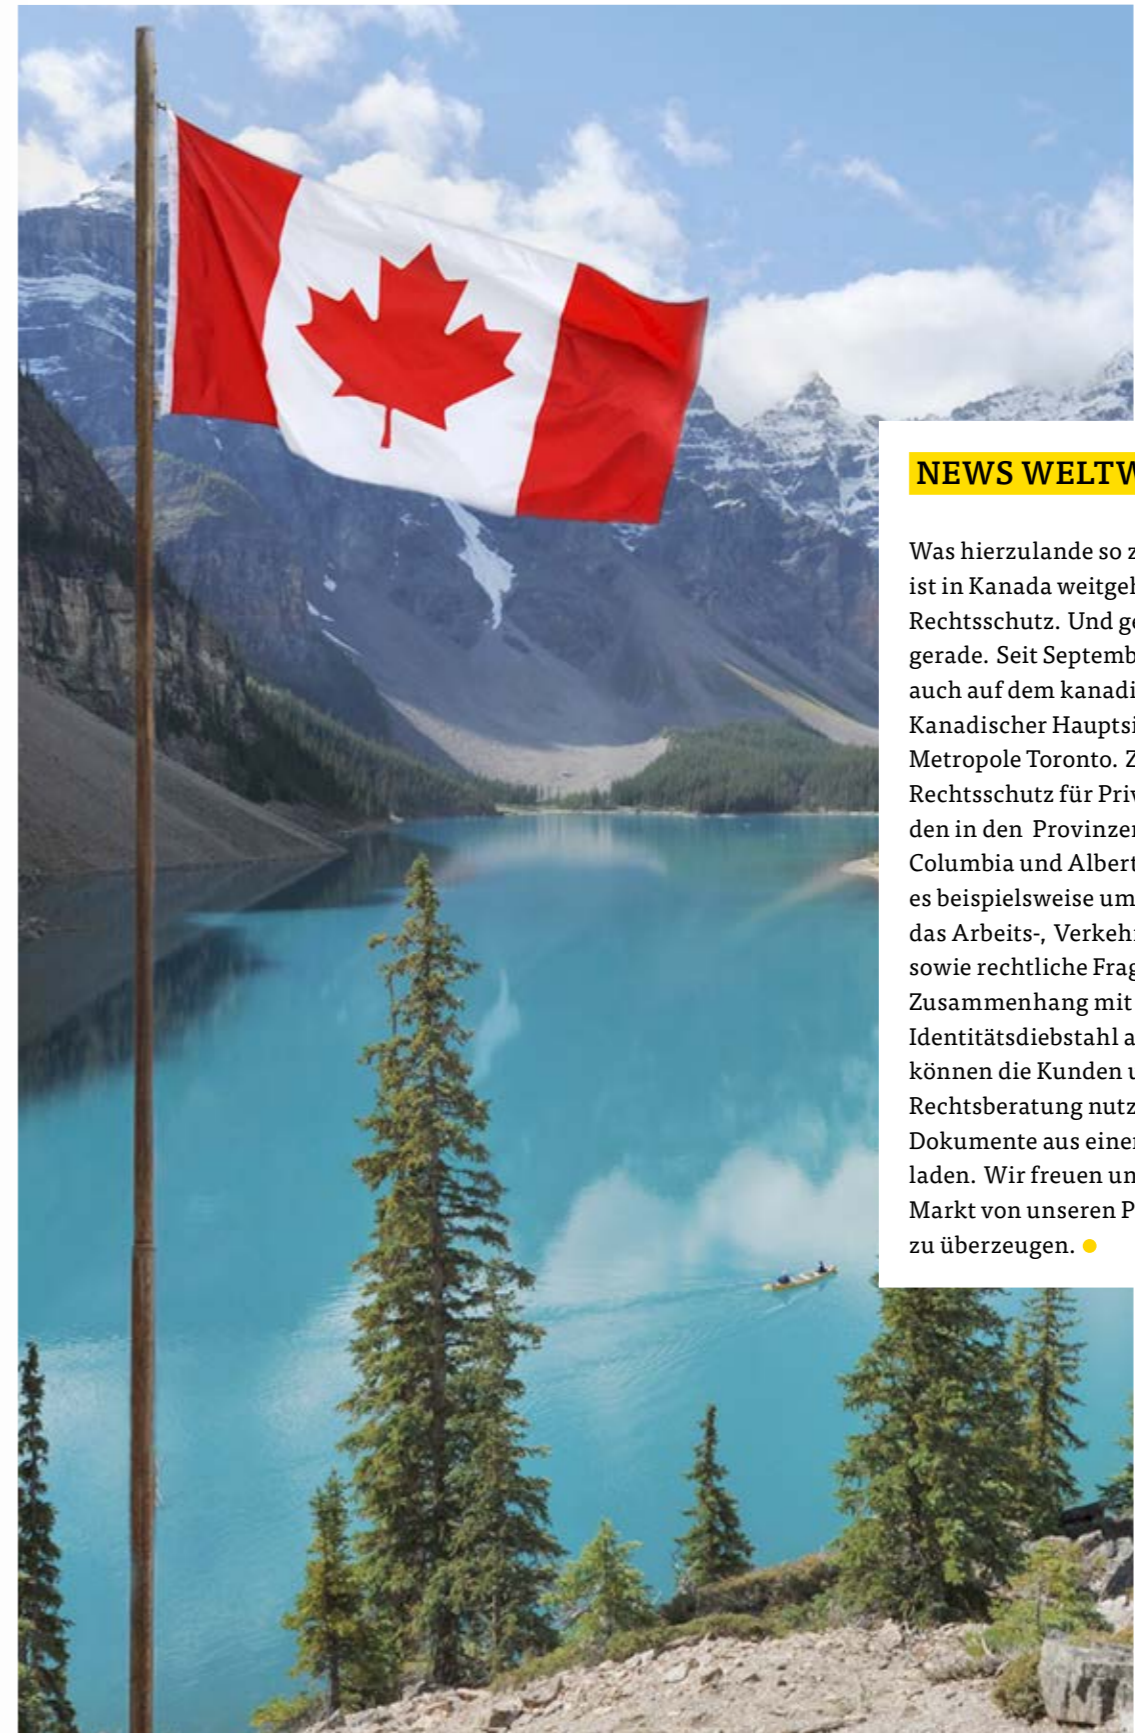 NEWS WELTW
Was hierzulande so z
ist in Kanada weitgeh
Rechtsschutz. Und ge
gerade. Seit Septemb
auch auf dem kanadi
Kanadischer Hauptsi
Metropole Toronto. Z
Rechtsschutz für Priv
den in den Provinzen
Columbia und Albert
es beispielsweise um
das Arbeits-, Verkehr
sowie rechtliche Frag
Zusammenhang mit
Identitätsdiebstahl a
können die Kunden u
Rechtsberatung nutz
Dokumente aus einer
laden. Wir freuen un
Markt von unseren P
zu überzeugen.